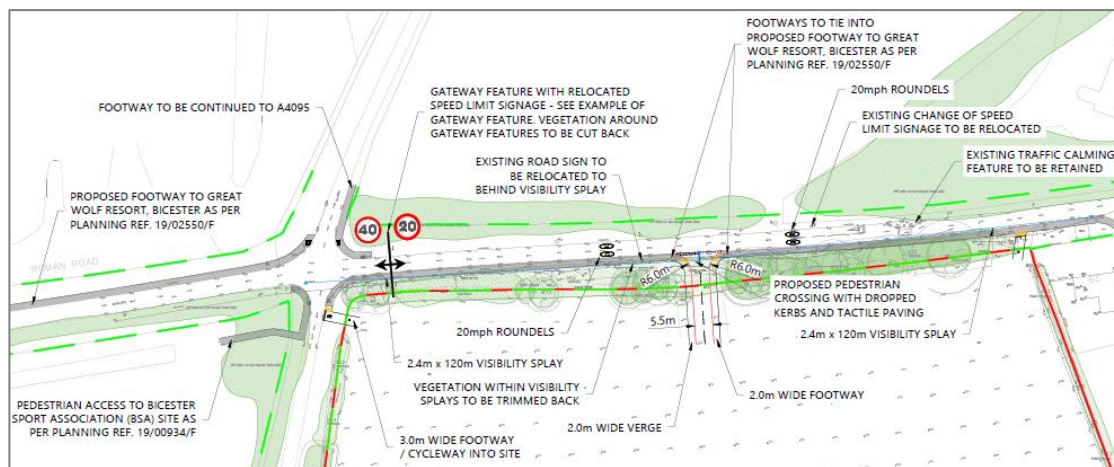 FOOTWAYS TO TIE INTO
PROPOSED FOOTWAY TO GREAT
WOLF RESORT, BICESTER AS PER
PLANNING REF. 19/02550/F
GATEWAY FEATURE WITH RELOCATED
SPEED LIMIT SIGNAGE - SEE EXAMPLE OF
GATEWAY FEATURE. VEGETATION AROUND
GATEWAY FEATURES TO BE CUT BACK
20mph ROUNDELS
FOOTWAY TO BE CONTINUED TO A4095
EXISTING CHANGE OF SPEED
LIMIT SIGNAGE TO BE RELOCATED
EXISTING ROAD SIGN TO
BE RELOCATED TO
BEHIND VISIBILITY SPLAY
EXISTING TRAFFIC CALMING
FEATURE TO BE RETAINED
PROPOSED FOOTWAY TO GREAT
WOLF RESORT, BICESTER AS PER
PLANNING REF. 19/02550/F
40
20
ROMAN ROAD
R6.0m
R6.0m
PROPOSED PEDESTRIAN
CROSSING WITH DROPPED
KERBS AND TACTILE PAVING
5.5m
20mph ROUNDELS
2.4m x 120m VISIBILITY SPLAY
2.4m x 120m VISIBILITY SPLAY
VEGETATION WITHIN VISIBILITY
SPLAYS TO BE TRIMMED BACK
2.0m WIDE FOOTWAY
PEDESTRIAN ACCESS TO BICESTER
SPORT ASSOCIATION (BSA) SITE AS
PER PLANNING REF. 19/00934/F
2.0m WIDE VERGE
3.0m WIDE FOOTWAY
/ CYCLEWAY INTO SITE